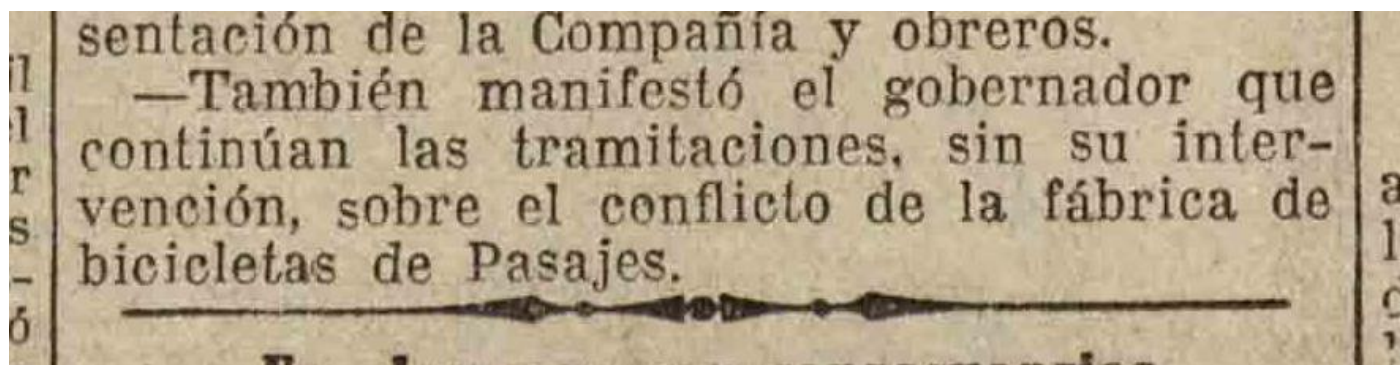 sentación de la Compañía y obreros.
—También manifestó el gobernador que
continúan las tramitaciones, sin su inter-
vención, sobre el conflicto de la fábrica de
bicicletas de Pasajes.